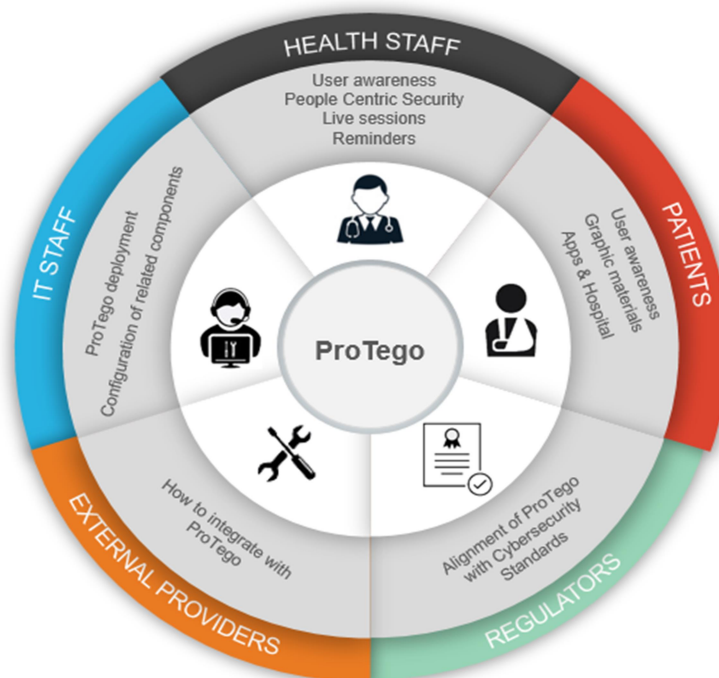 HEALTH STAFF
User awareness
People Centric Security
Live sessions
Reminders
PATIENTS
User awareness
Graphic materials
Apps & Hospital
REGULATORS
Alignment of ProTego
with Cybersecurity
Standards
EXTERNAL PROVIDERS
How to integrate with
ProTego
IT STAFF
ProTego deployment
Configuration of related components
ProTego